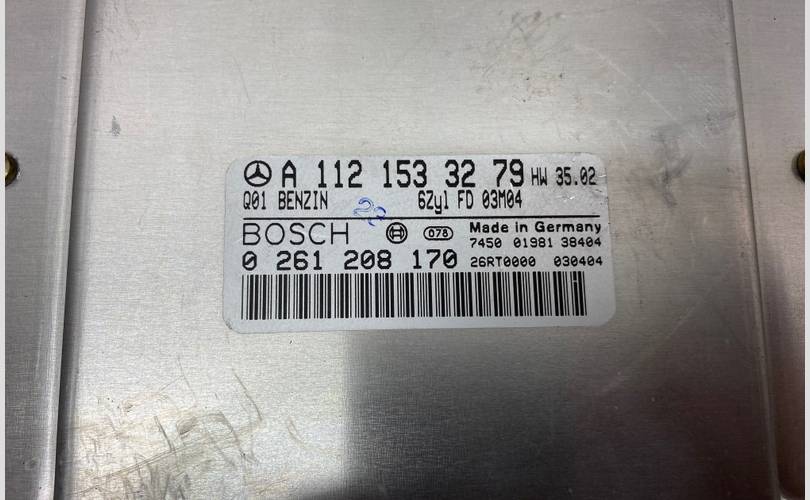 A 112 153 32 79 HW 35.02
Q01 BENZIN 6Zyl FD 03M04
BOSCH 078 Made in Germany
7450 01981 38404
0 261 208 170 26RT0000 030404